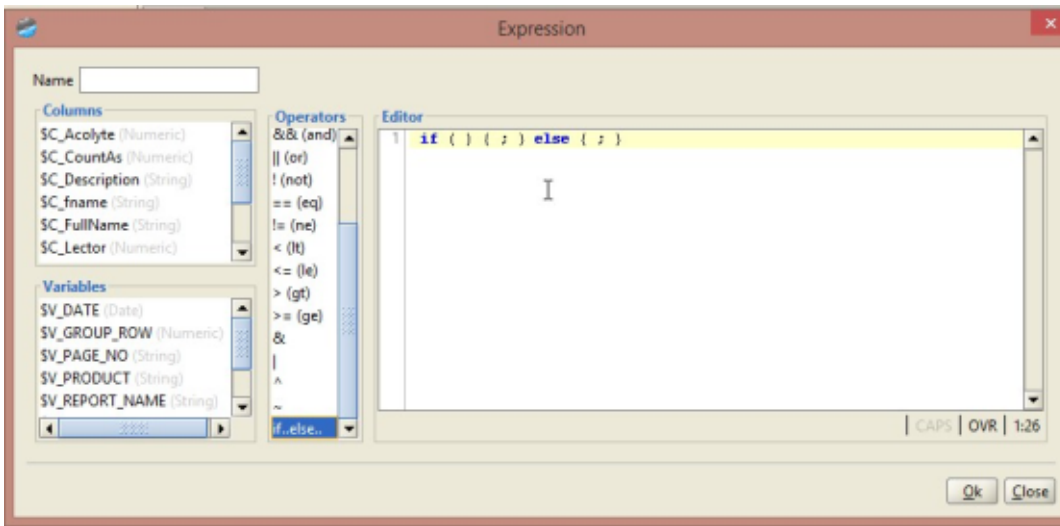 Expression
Name
Columns
$C_Acolyte (Numeric)
$C_CountAs (Numeric)
$C_Description (String)
$C_fname (String)
$C_FullName (String)
$C_Lector (Numeric)
Variables
$V_DATE (Date)
$V_GROUP_ROW (Numeric)
$V_PAGE_NO (String)
$V_PRODUCT (String)
$V_REPORT_NAME (String)
Operators
&& (and)
|| (or)
! (not)
== (eq)
!= (ne)
< (lt)
<= (le)
> (gt)
>= (ge)
&
|
^
~
if..else..
Editor
1 if ( ) { ; } else { ; }
CAPS OVR 1:26
Ok Close